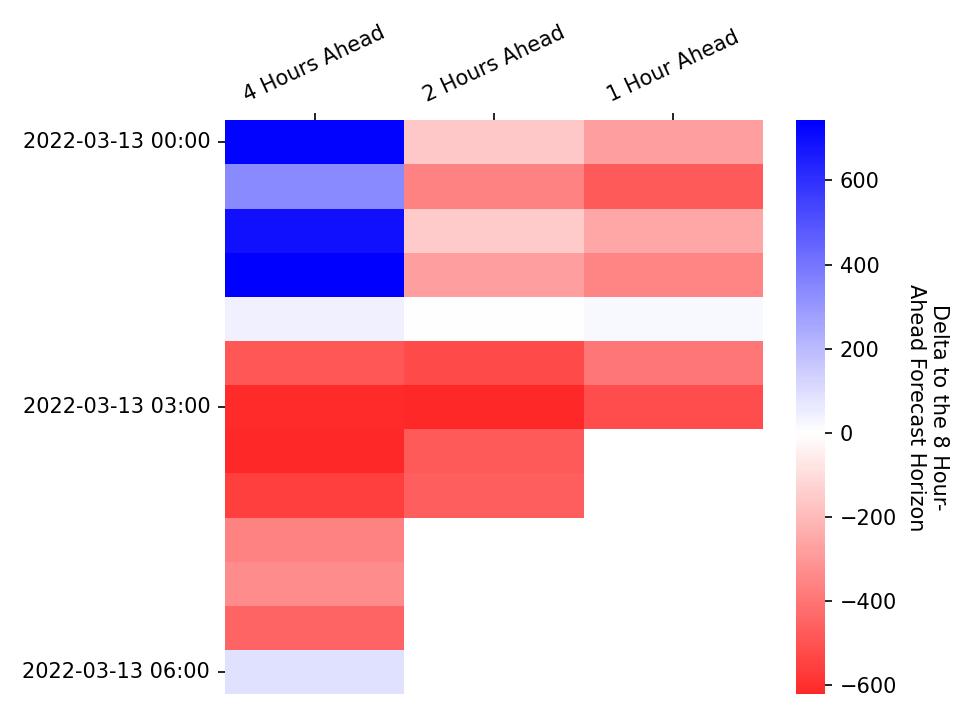 4 Hours Ahead
2 Hours Ahead
1 Hour Ahead
2022-03-13 00:00
2022-03-13 03:00
2022-03-13 06:00
600
400
200
0
−200
−400
−600
Delta to the 8 Hour-
Ahead Forecast Horizon